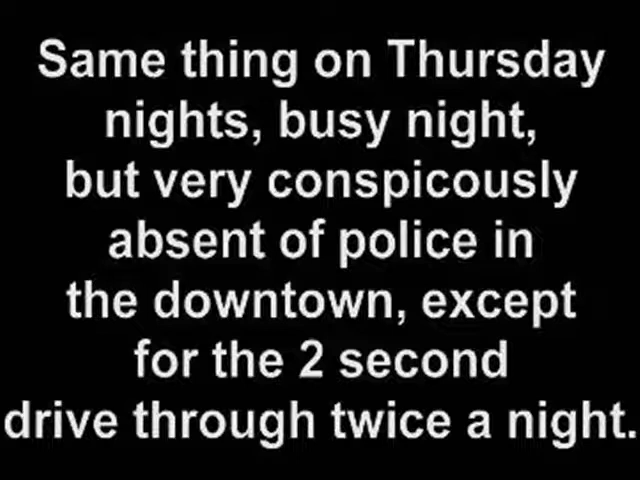 Same thing on Thursday
nights, busy night,
but very conspicously
absent of police in
the downtown, except
for the 2 second
drive through twice a night.